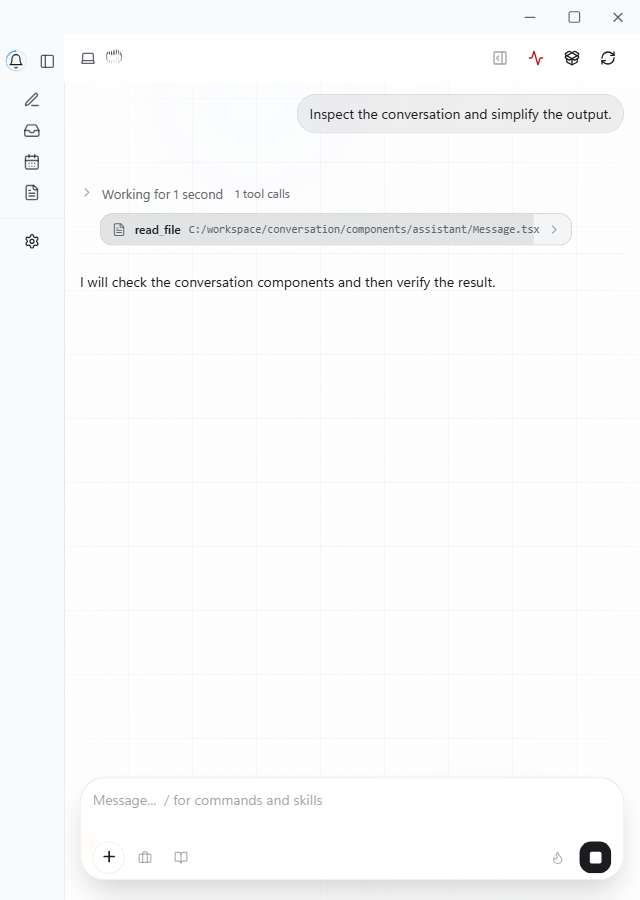 Inspect the conversation and simplify the output.
Working for 1 second 1 tool calls
read_file C:/workspace/conversation/components/assistant/Message.tsx
I will check the conversation components and then verify the result.
Message... / for commands and skills